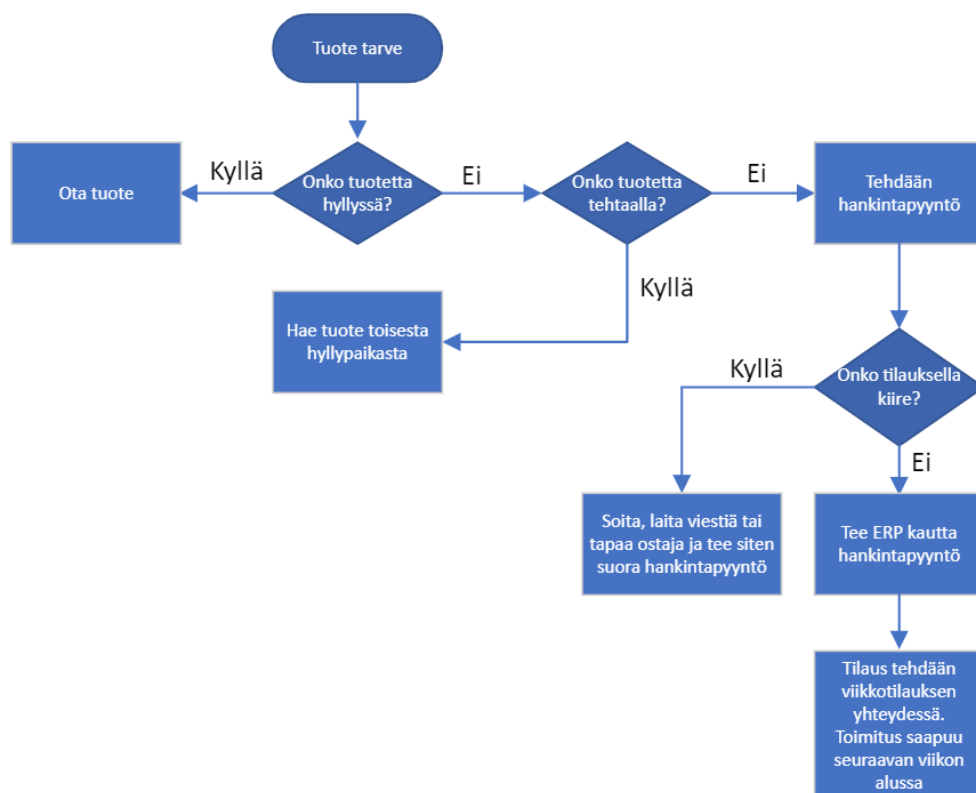 Tuote tarve
Kyllä
Ei
Ei
Ota tuote
Onko tuotetta
hyllyssä?
Onko tuotetta
tehtaalla?
Tehdään
hankintapyyntö
Kyllä
Hae tuote toisesta
hyllypaikasta
Kyllä
Onko tilauksella
kiire?
Ei
Soita, laita viestiä tai
tapaa ostaja ja tee siten
suora hankintapyyntö
Tee ERP kautta
hankintapyyntö
Tilaus tehdään
viikkotilauksen
yhteydessä.
Toimitus saapuu
seuraavan viikon
alussa